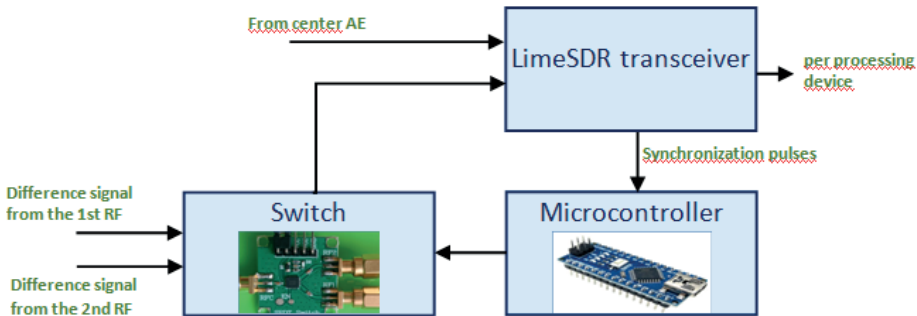 From center AE
LimeSDR transceiver
per processing
device
Synchronization pulses
Difference signal
from the 1st RF
Switch
Microcontroller
Difference signal
from the 2nd RF